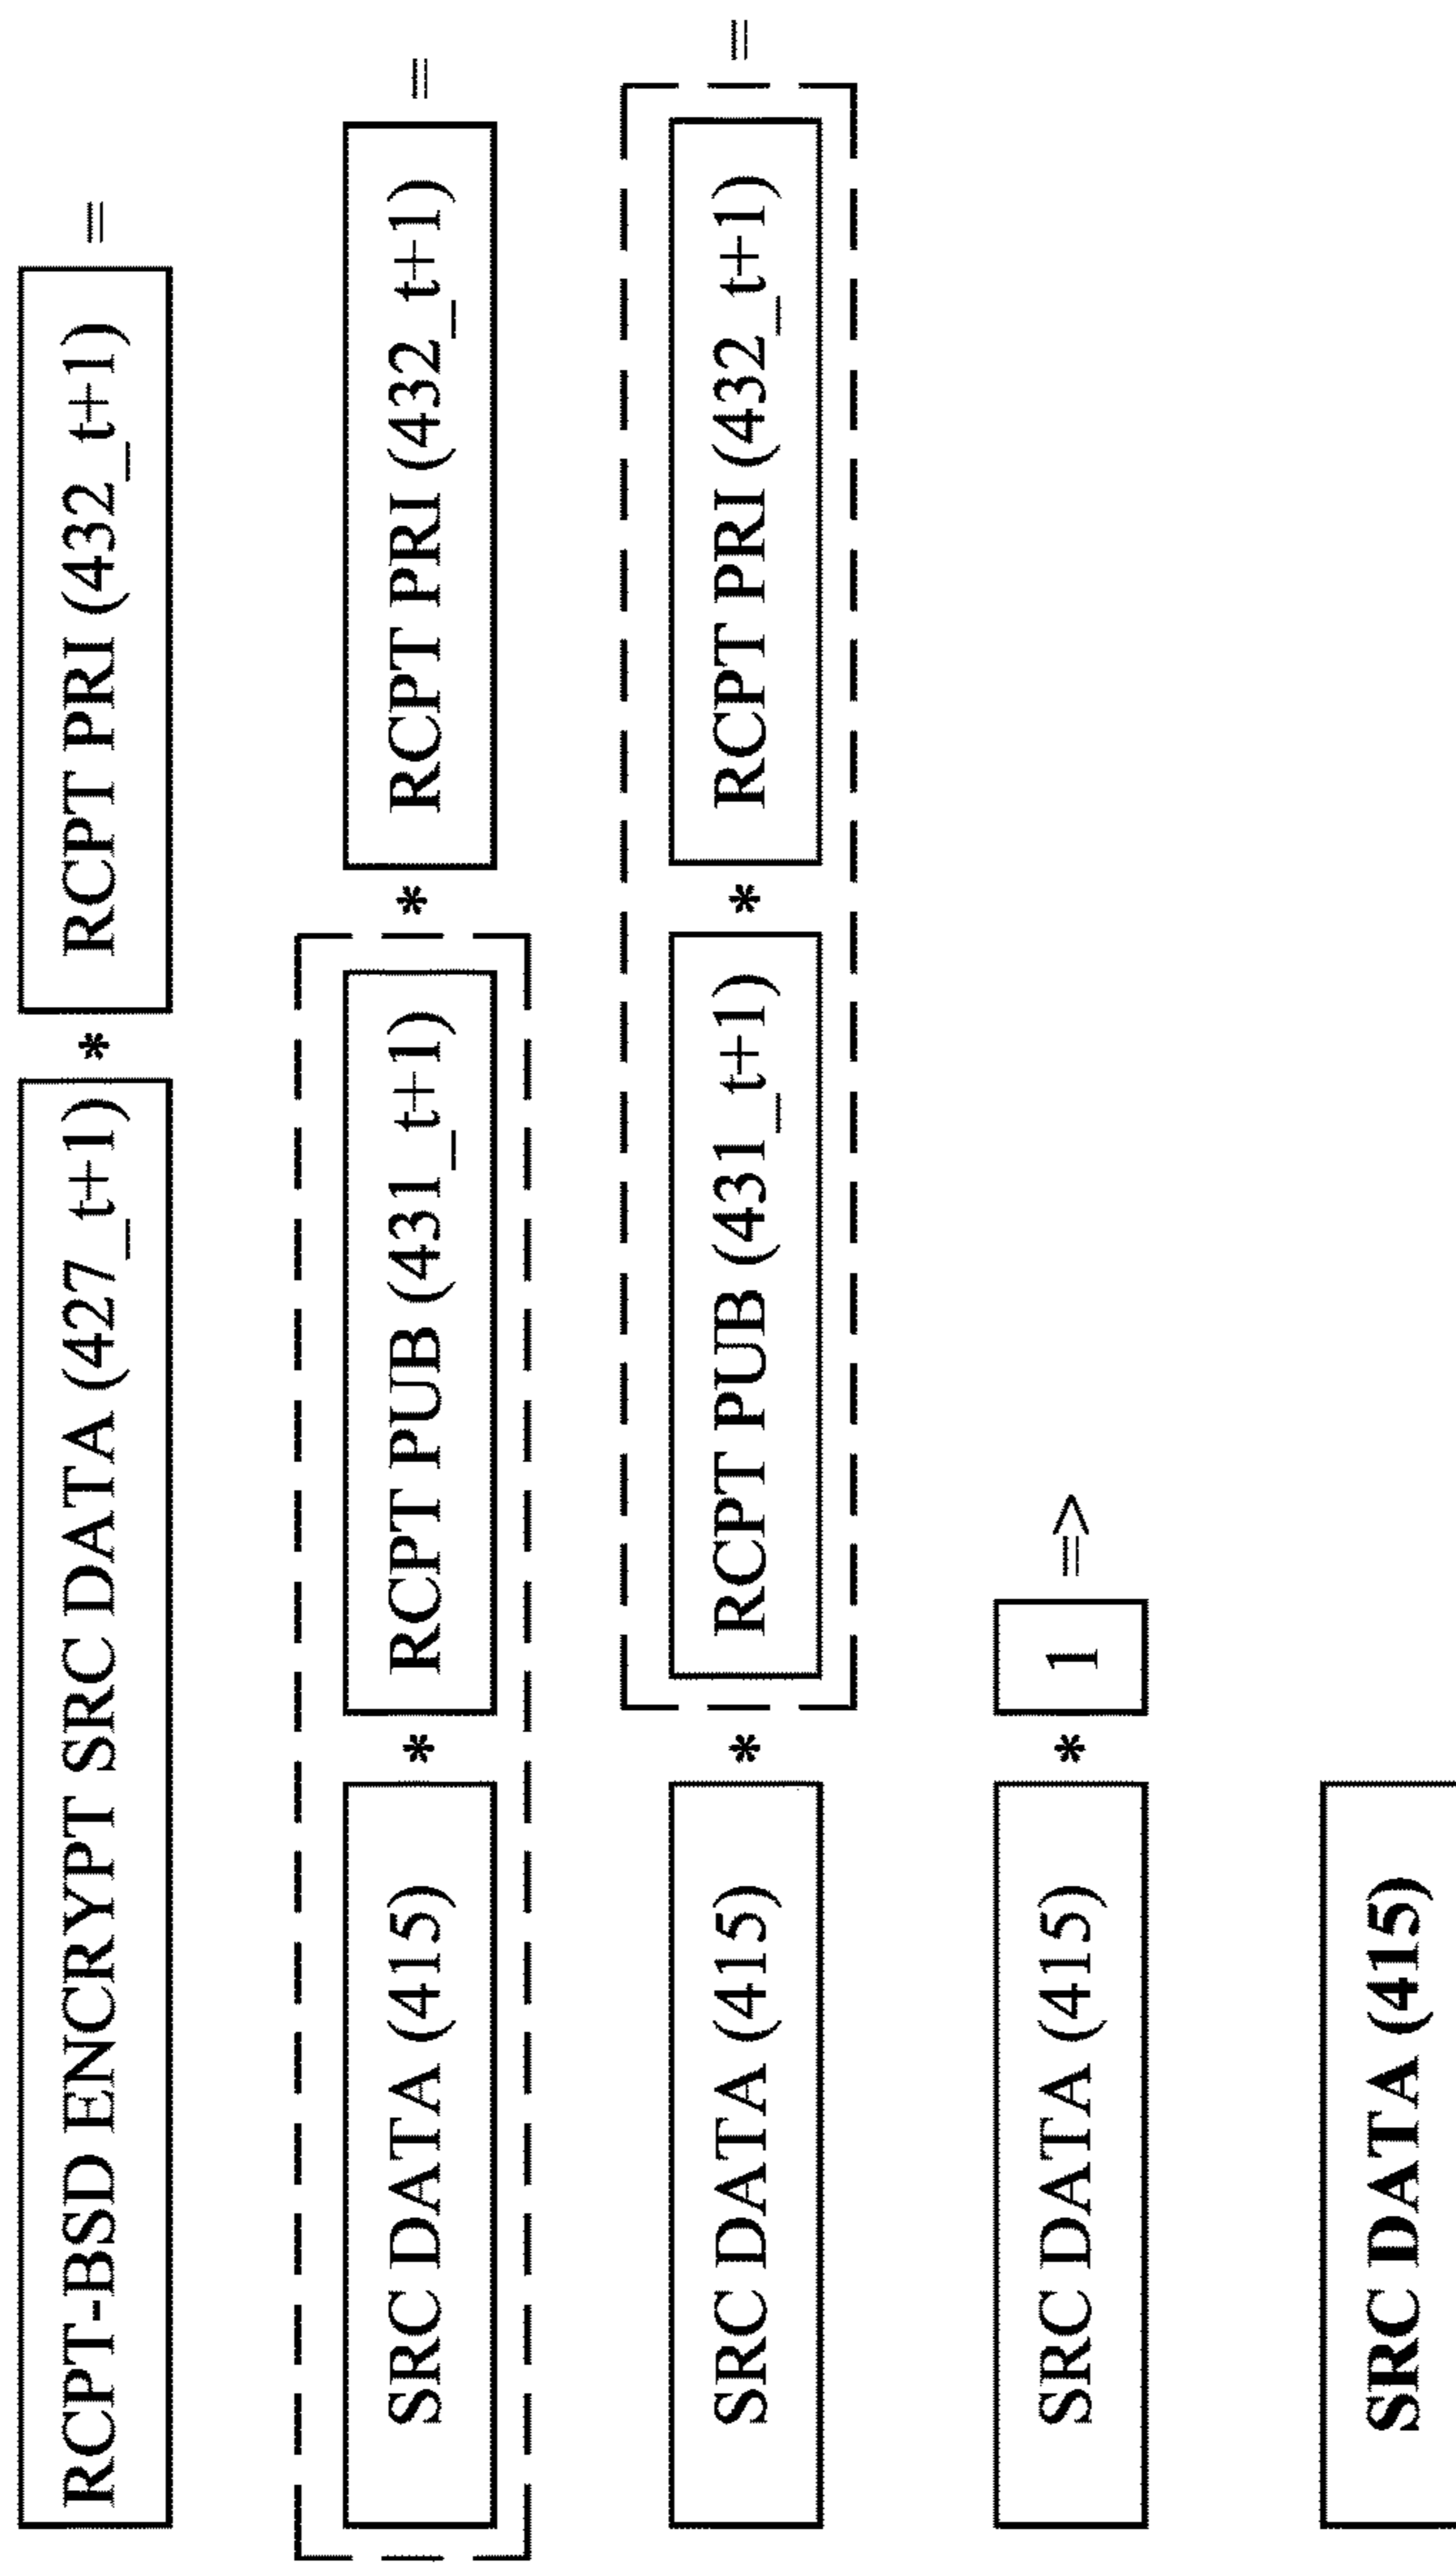 RCPT-BSD ENCRYPT SRC DATA (427_t+1) * RCPT PRI (432_t+1) =
SRC DATA (415) * RCPT PUB (431_t+1) * RCPT PRI (432_t+1) =
SRC DATA (415) * RCPT PUB (431_t+1) * RCPT PRI (432_t+1) =
SRC DATA (415) * 1 =>
SRC DATA (415)